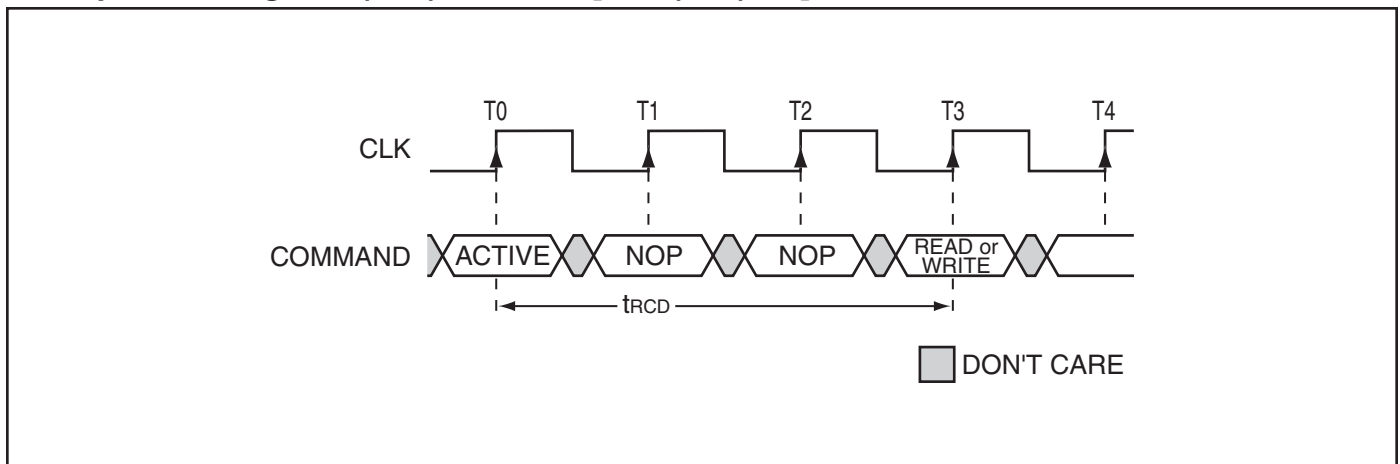 T0 T1 T2 T3 T4
CLK
COMMAND ACTIVE NOP NOP READ or
WRITE
tRCD
DON'T CARE